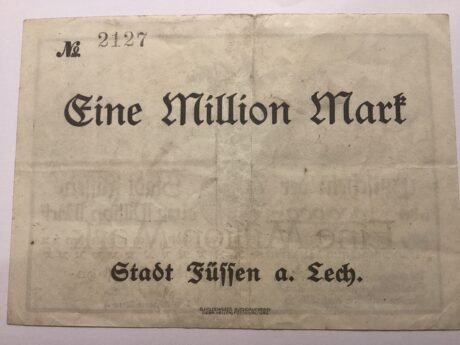 № 2127
Eine Million Mark
Stadt Füssen a. Lech.